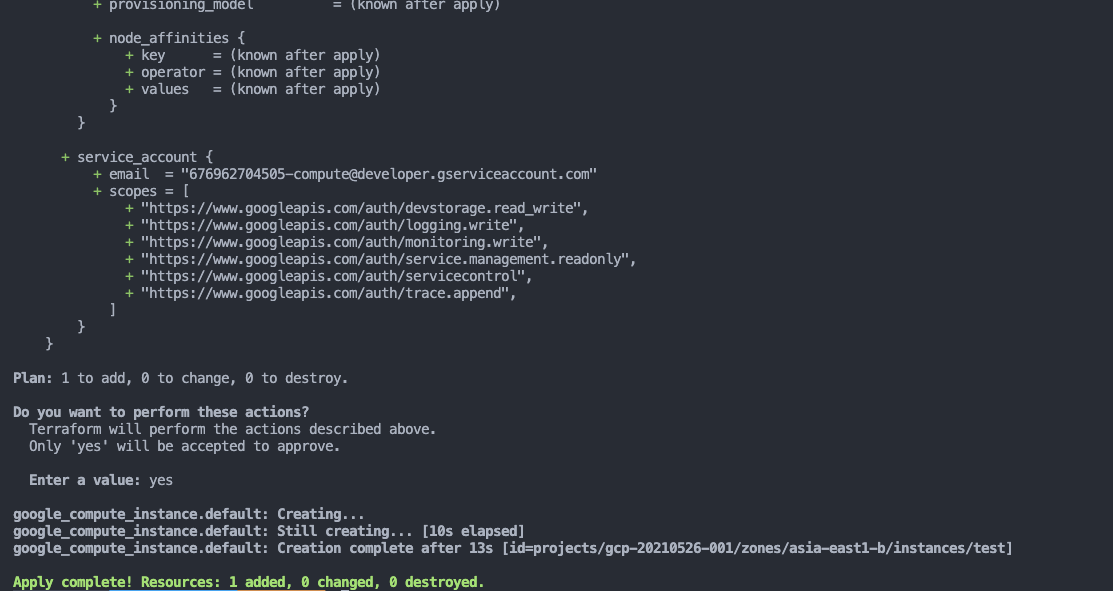 + provisioning_model          = (known after apply)
+ node_affinities {
+ key      = (known after apply)
+ operator = (known after apply)
+ values   = (known after apply)
}
}
+ service_account {
+ email  = "676962704505-compute@developer.gserviceaccount.com"
+ scopes = [
+ "https://www.googleapis.com/auth/devstorage.read_write",
+ "https://www.googleapis.com/auth/logging.write",
+ "https://www.googleapis.com/auth/monitoring.write",
+ "https://www.googleapis.com/auth/service.management.readonly",
+ "https://www.googleapis.com/auth/servicecontrol",
+ "https://www.googleapis.com/auth/trace.append",
]
}
}
Plan: 1 to add, 0 to change, 0 to destroy.
Do you want to perform these actions?
Terraform will perform the actions described above.
Only 'yes' will be accepted to approve.
Enter a value: yes
google_compute_instance.default: Creating...
google_compute_instance.default: Still creating... [10s elapsed]
google_compute_instance.default: Creation complete after 13s [id=projects/gcp-20210526-001/zones/asia-east1-b/instances/test]
Apply complete! Resources: 1 added, 0 changed, 0 destroyed.